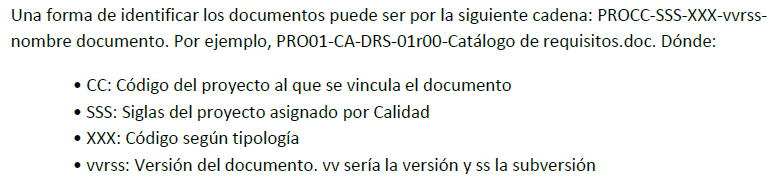 Una forma de identificar los documentos puede ser por la siguiente cadena: PROCC-SSS-XXX-vvrss-
nombre documento. Por ejemplo, PRO01-CA-DRS-01r00-Catálogo de requisitos.doc. Dónde:
• CC: Código del proyecto al que se vincula el documento
• SSS: Siglas del proyecto asignado por Calidad
• XXX: Código según tipología
• vvrss: Versión del documento. vv sería la versión y ss la subversión